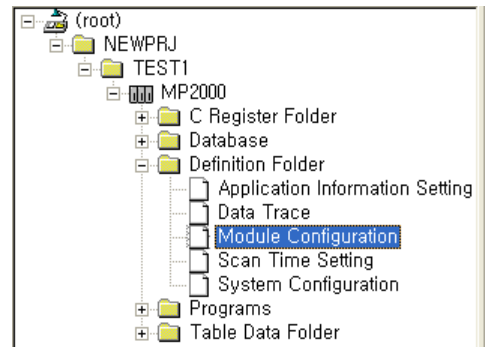 (root)
NEWPRJ
TEST1
MP2000
C Register Folder
Database
Definition Folder
Application Information Setting
Data Trace
Module Configuration
Scan Time Setting
System Configuration
Programs
Table Data Folder